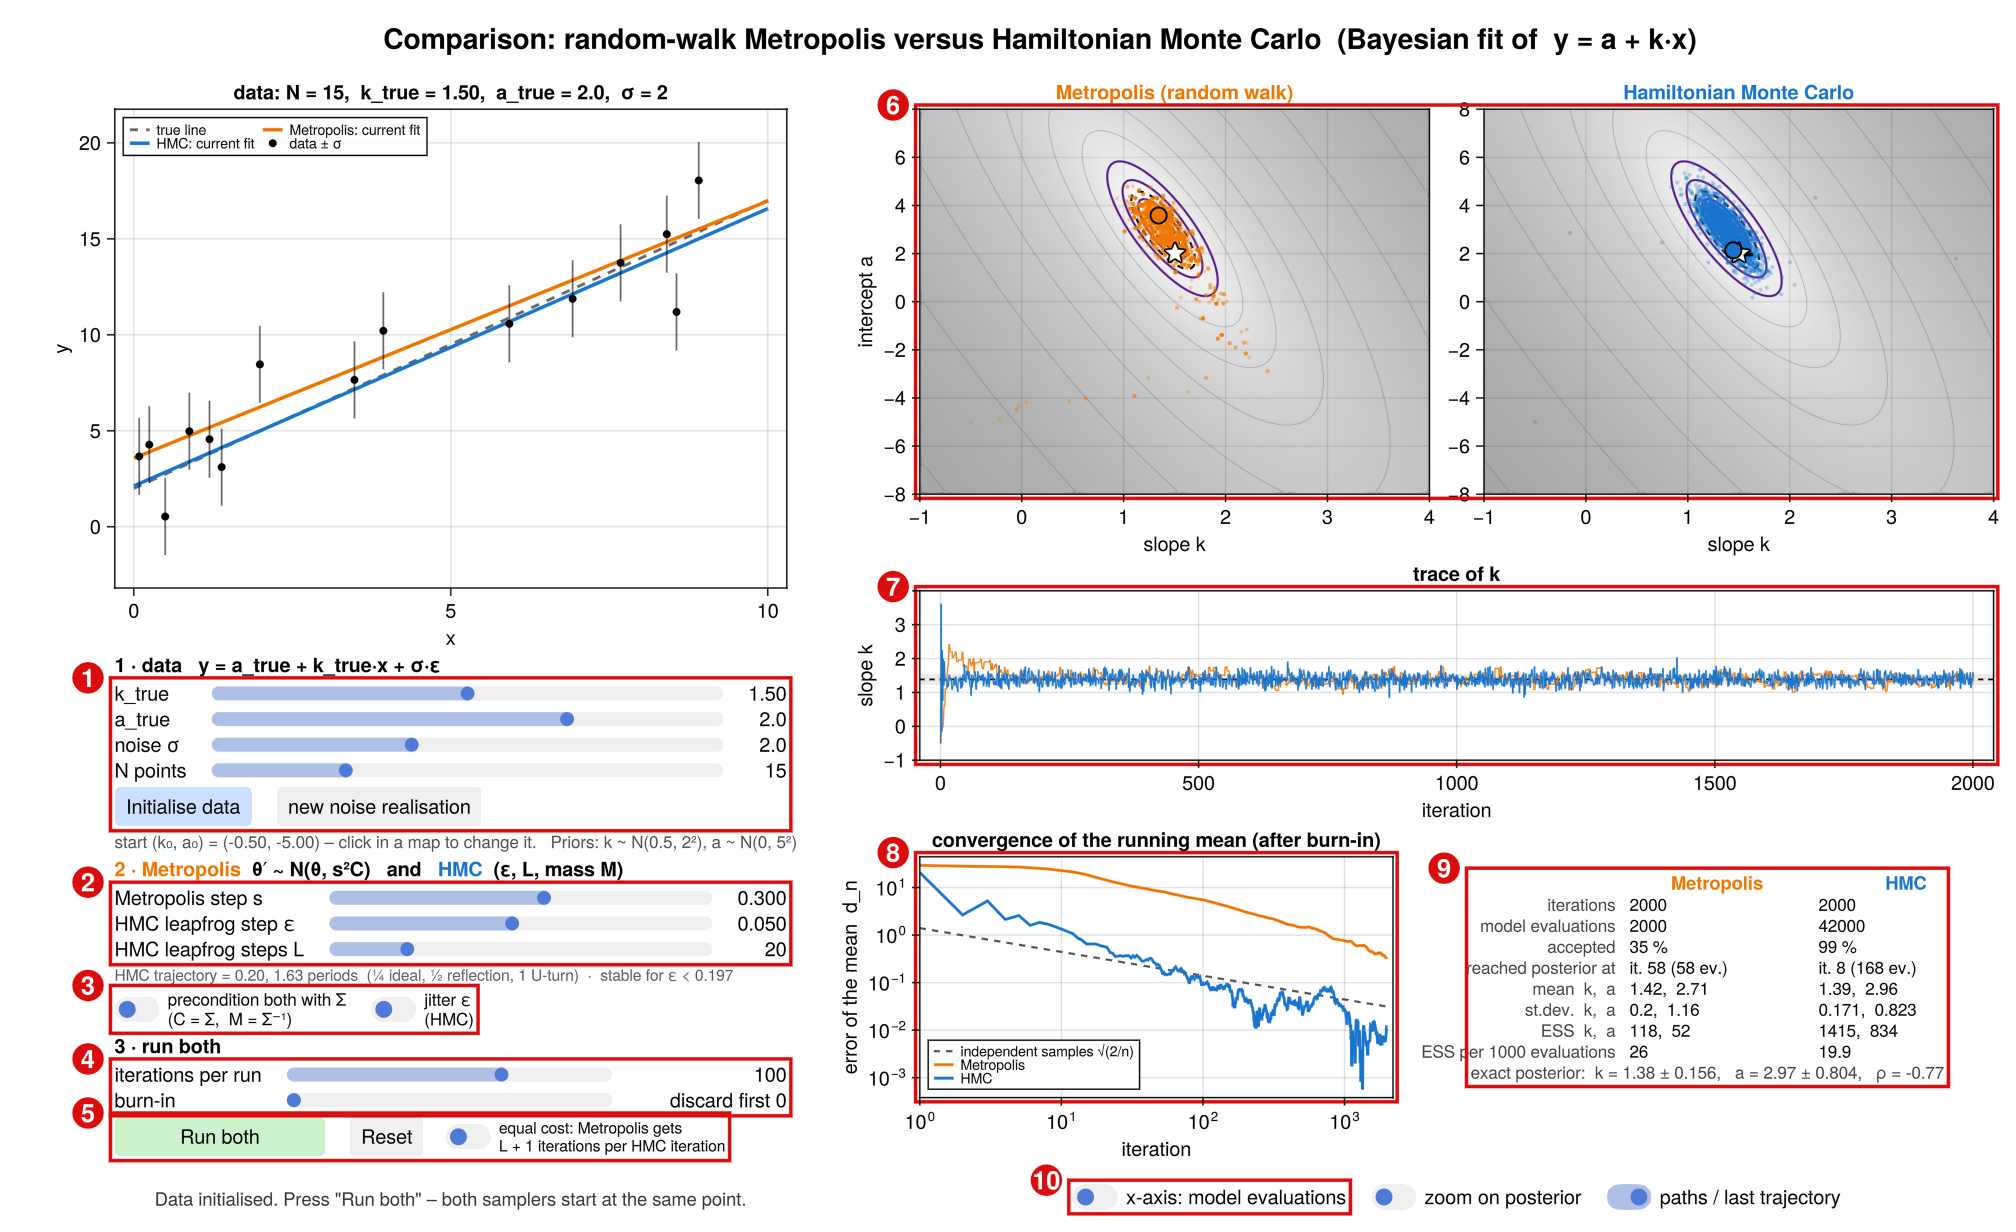 Comparison: random-walk Metropolis versus Hamiltonian Monte Carlo (Bayesian fit of y = a + k·x)
data: N = 15, k_true = 1.50, a_true = 2.0, σ = 2
true line
Metropolis: current fit
HMC: current fit
data ± σ
20
15
10
5
0
y
0
5
10
x
1
1 · data y = a_true + k_true·x + σ·ε
k_true 1.50
a_true 2.0
noise σ 2.0
N points 15
Initialise data
new noise realisation
start (k₀, a₀) = (-0.50, -5.00) – click in a map to change it. Priors: k ~ N(0.5, 2²), a ~ N(0, 5²)
2
2 · Metropolis θ′ ~ N(θ, s²C) and HMC (ε, L, mass M)
Metropolis step s 0.300
HMC leapfrog step ε 0.050
HMC leapfrog steps L 20
HMC trajectory = 0.20, 1.63 periods (¼ ideal, ½ reflection, 1 U-turn) · stable for ε < 0.197
3
precondition both with Σ
(C = Σ, M = Σ⁻¹)
jitter ε
(HMC)
3 · run both
4
iterations per run 100
burn-in discard first 0
5
Run both
Reset
equal cost: Metropolis gets
L + 1 iterations per HMC iteration
Data initialised. Press "Run both" – both samplers start at the same point.
6
Metropolis (random walk)
6
4
2
0
−2
−4
−6
−8
intercept a
−1
0
1
2
3
4
slope k
Hamiltonian Monte Carlo
8
6
4
2
0
−2
−4
−6
−8
−1
0
1
2
3
4
slope k
7
trace of k
3
2
1
0
−1
slope k
0
500
1000
1500
2000
iteration
8
convergence of the running mean (after burn-in)
10¹
10⁰
10⁻¹
10⁻²
10⁻³
error of the mean d_n
independent samples √(2/n)
Metropolis
HMC
10⁰
10¹
10²
10³
iteration
9
Metropolis HMC
iterations 2000 2000
model evaluations 2000 42000
accepted 35 % 99 %
reached posterior at it. 58 (58 ev.) it. 8 (168 ev.)
mean k, a 1.42, 2.71 1.39, 2.96
st.dev. k, a 0.2, 1.16 0.171, 0.823
ESS k, a 118, 52 1415, 834
ESS per 1000 evaluations 26 19.9
exact posterior: k = 1.38 ± 0.156, a = 2.97 ± 0.804, ρ = -0.77
10
x-axis: model evaluations
zoom on posterior
paths / last trajectory